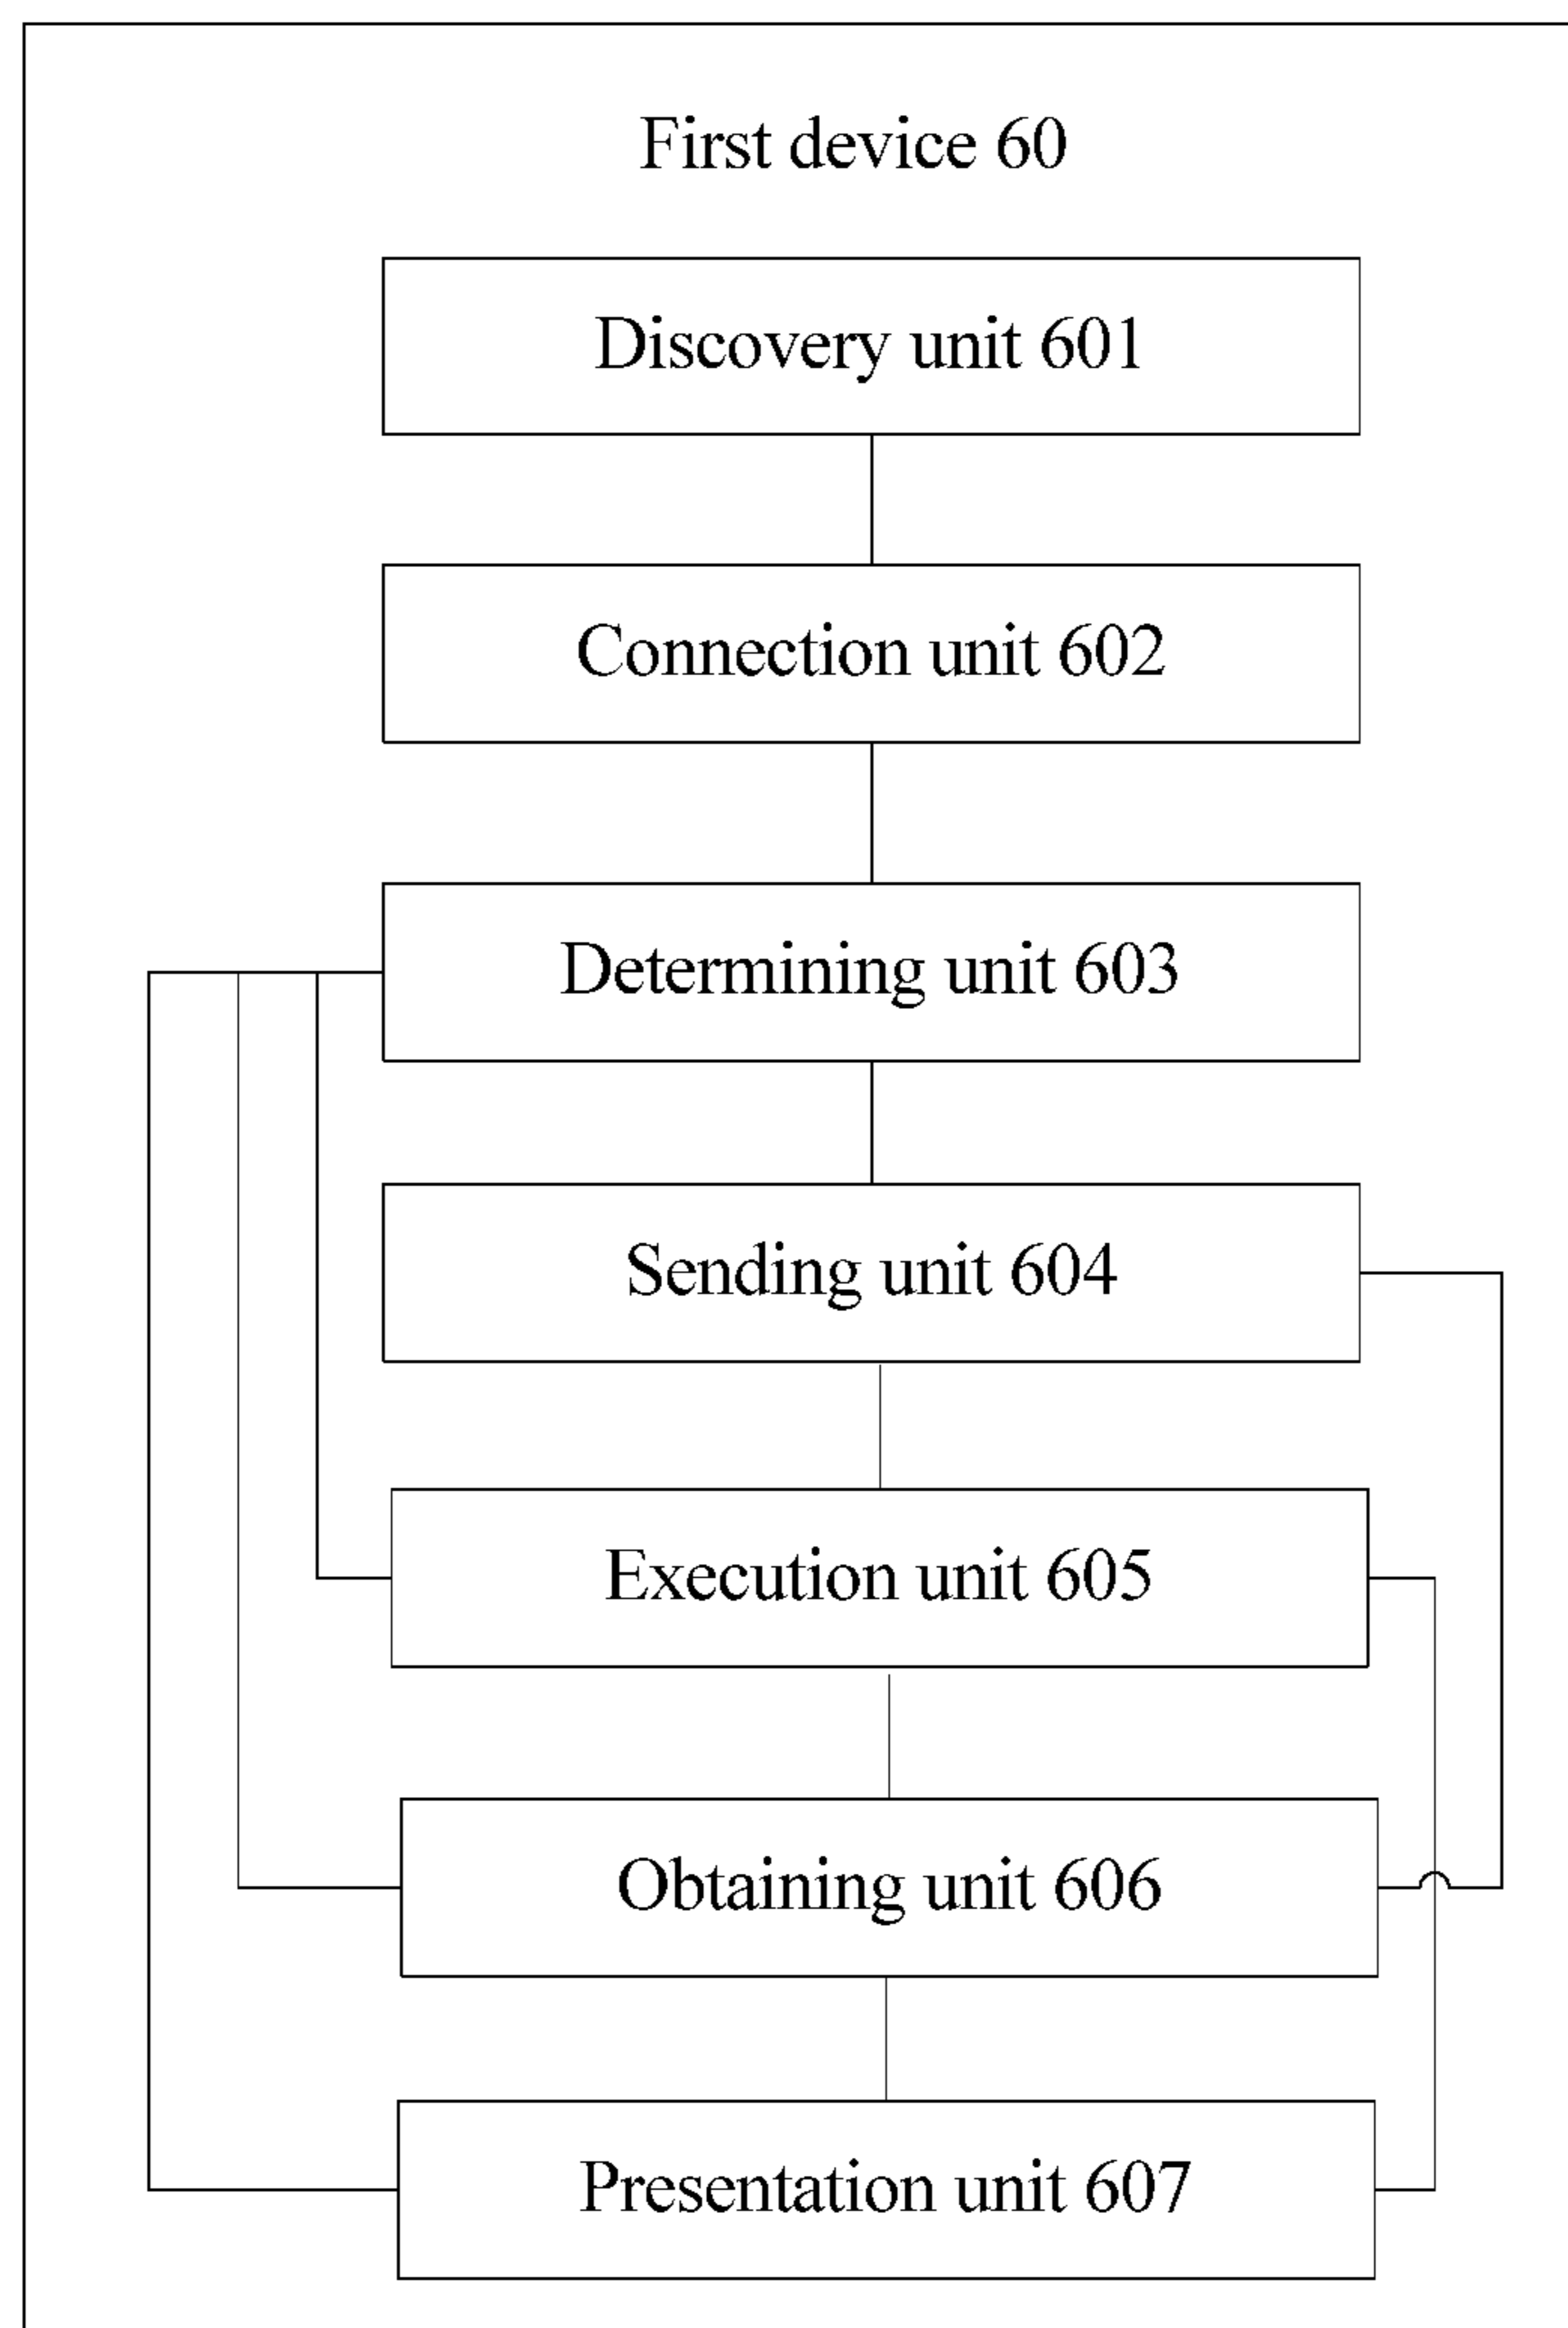 First device 60
Discovery unit 601
Connection unit 602
Determining unit 603
Sending unit 604
Execution unit 605
Obtaining unit 606
Presentation unit 607